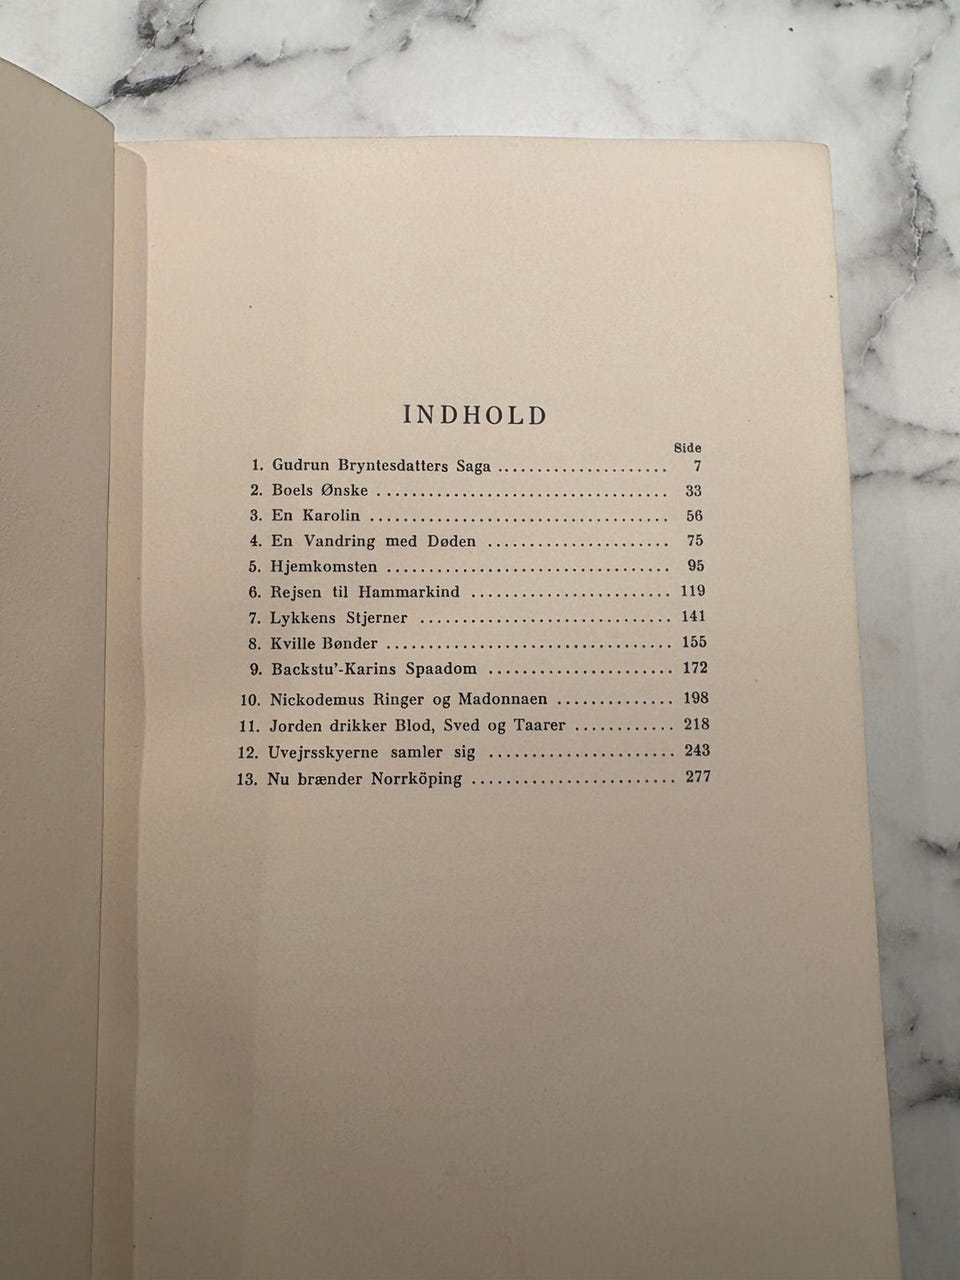 INDHOLD
Side
1. Gudrun Bryntesdatters Saga ..................... 7
2. Boels Ønske ................................... 33
3. En Karolin .................................... 56
4. En Vandring med Døden ...................... 75
5. Hjemkomsten .................................. 95
6. Rejsen til Hammarkind ........................ 119
7. Lykkens Stjerner .............................. 141
8. Kville Bønder .................................. 155
9. Backstu'-Karins Spaadom ...................... 172
10. Nickodemus Ringer og Madonnaen .............. 198
11. Jorden drikker Blod, Sved og Taarer ............ 218
12. Uvejrsskyerne samler sig ....................... 243
13. Nu brænder Norrköping ......................... 277